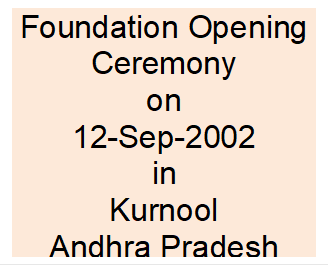 Foundation Opening
Ceremony
on
12-Sep-2002
in
Kurnool
Andhra Pradesh